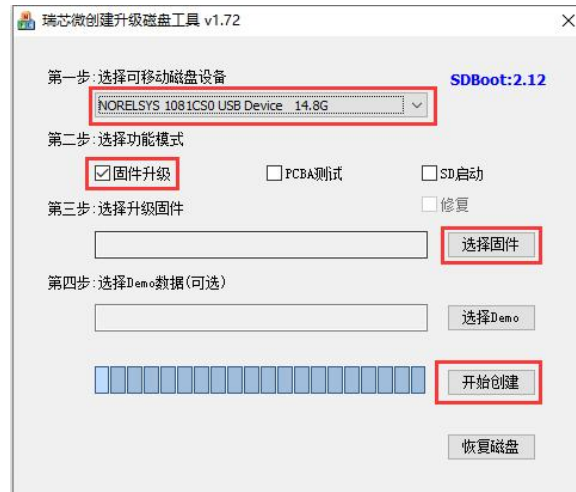 瑞芯微创建升级磁盘工具 v1.72
第一步:选择可移动磁盘设备
SDBoot:2.12
NORELSYS 1081CS0 USB Device 14.8G
第二步:选择功能模式
固件升级
PCBA测试
SD启动
第三步:选择升级固件
修复
选择固件
第四步:选择Demo数据(可选)
选择Demo
开始创建
恢复磁盘